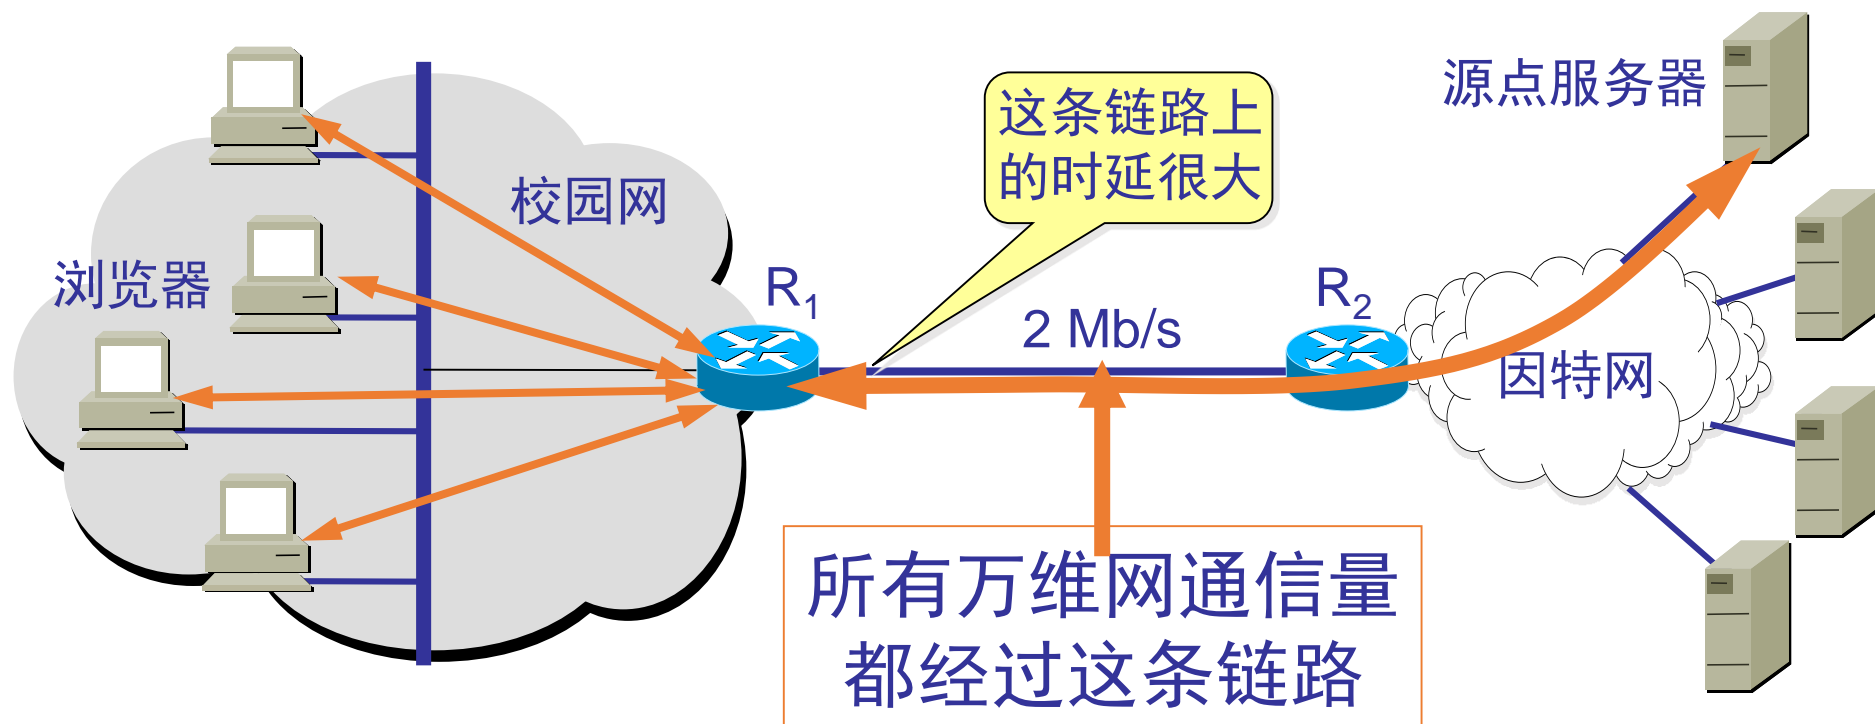 源点服务器
这条链路上
的时延很大
校园网
浏览器
R1
R2
2 Mb/s
因特网
所有万维网通信量
都经过这条链路